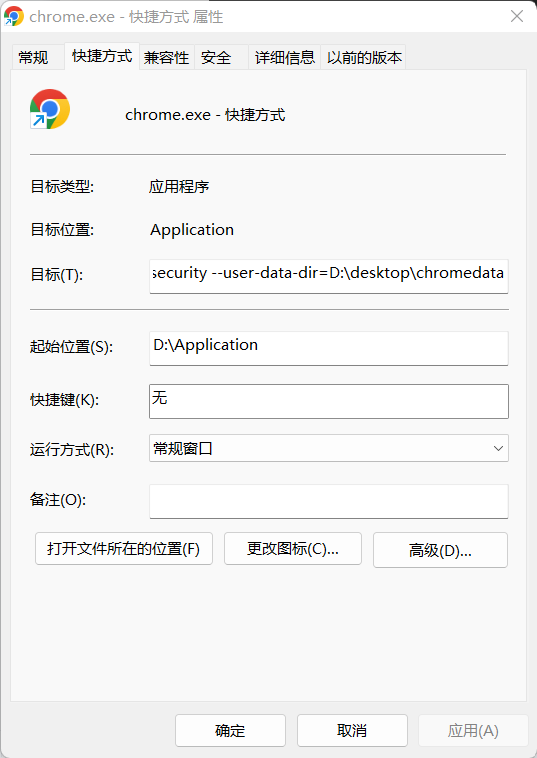 chrome.exe - 快捷方式 属性
常规 快捷方式 兼容性 安全 详细信息 以前的版本
chrome.exe - 快捷方式
目标类型: 应用程序
目标位置: Application
目标(T): security --user-data-dir=D:\desktop\chromedata
起始位置(S): D:\Application
快捷键(K): 无
运行方式(R): 常规窗口
备注(O):
打开文件所在的位置(F) 更改图标(C)... 高级(D)...
确定 取消 应用(A)